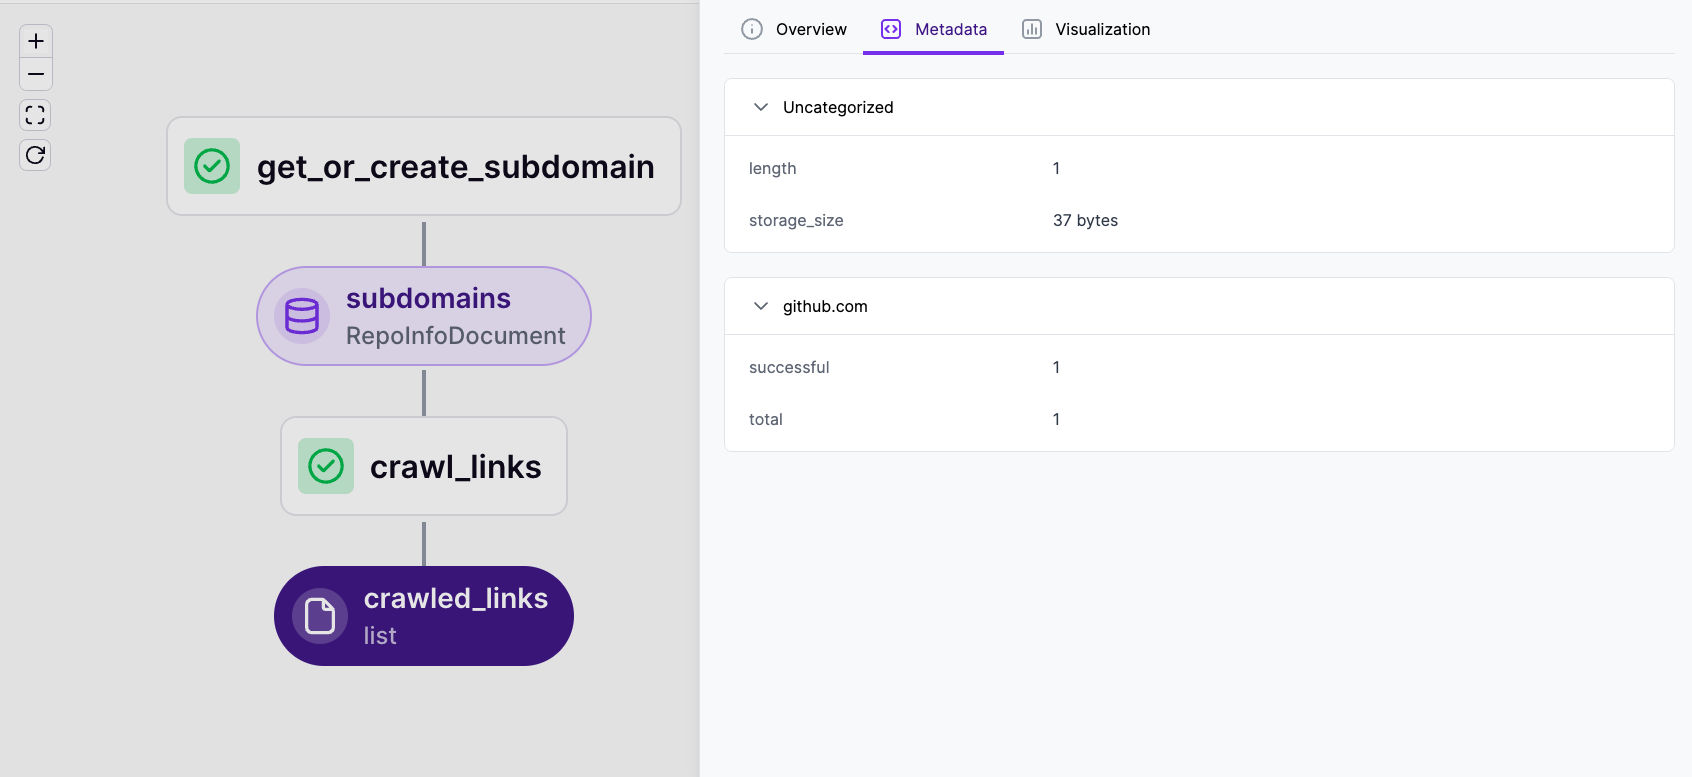 get_or_create_subdomain
subdomains
RepoInfoDocument
crawl_links
crawled_links
list
Overview
Metadata
Visualization
Uncategorized
length 1
storage_size 37 bytes
github.com
successful 1
total 1